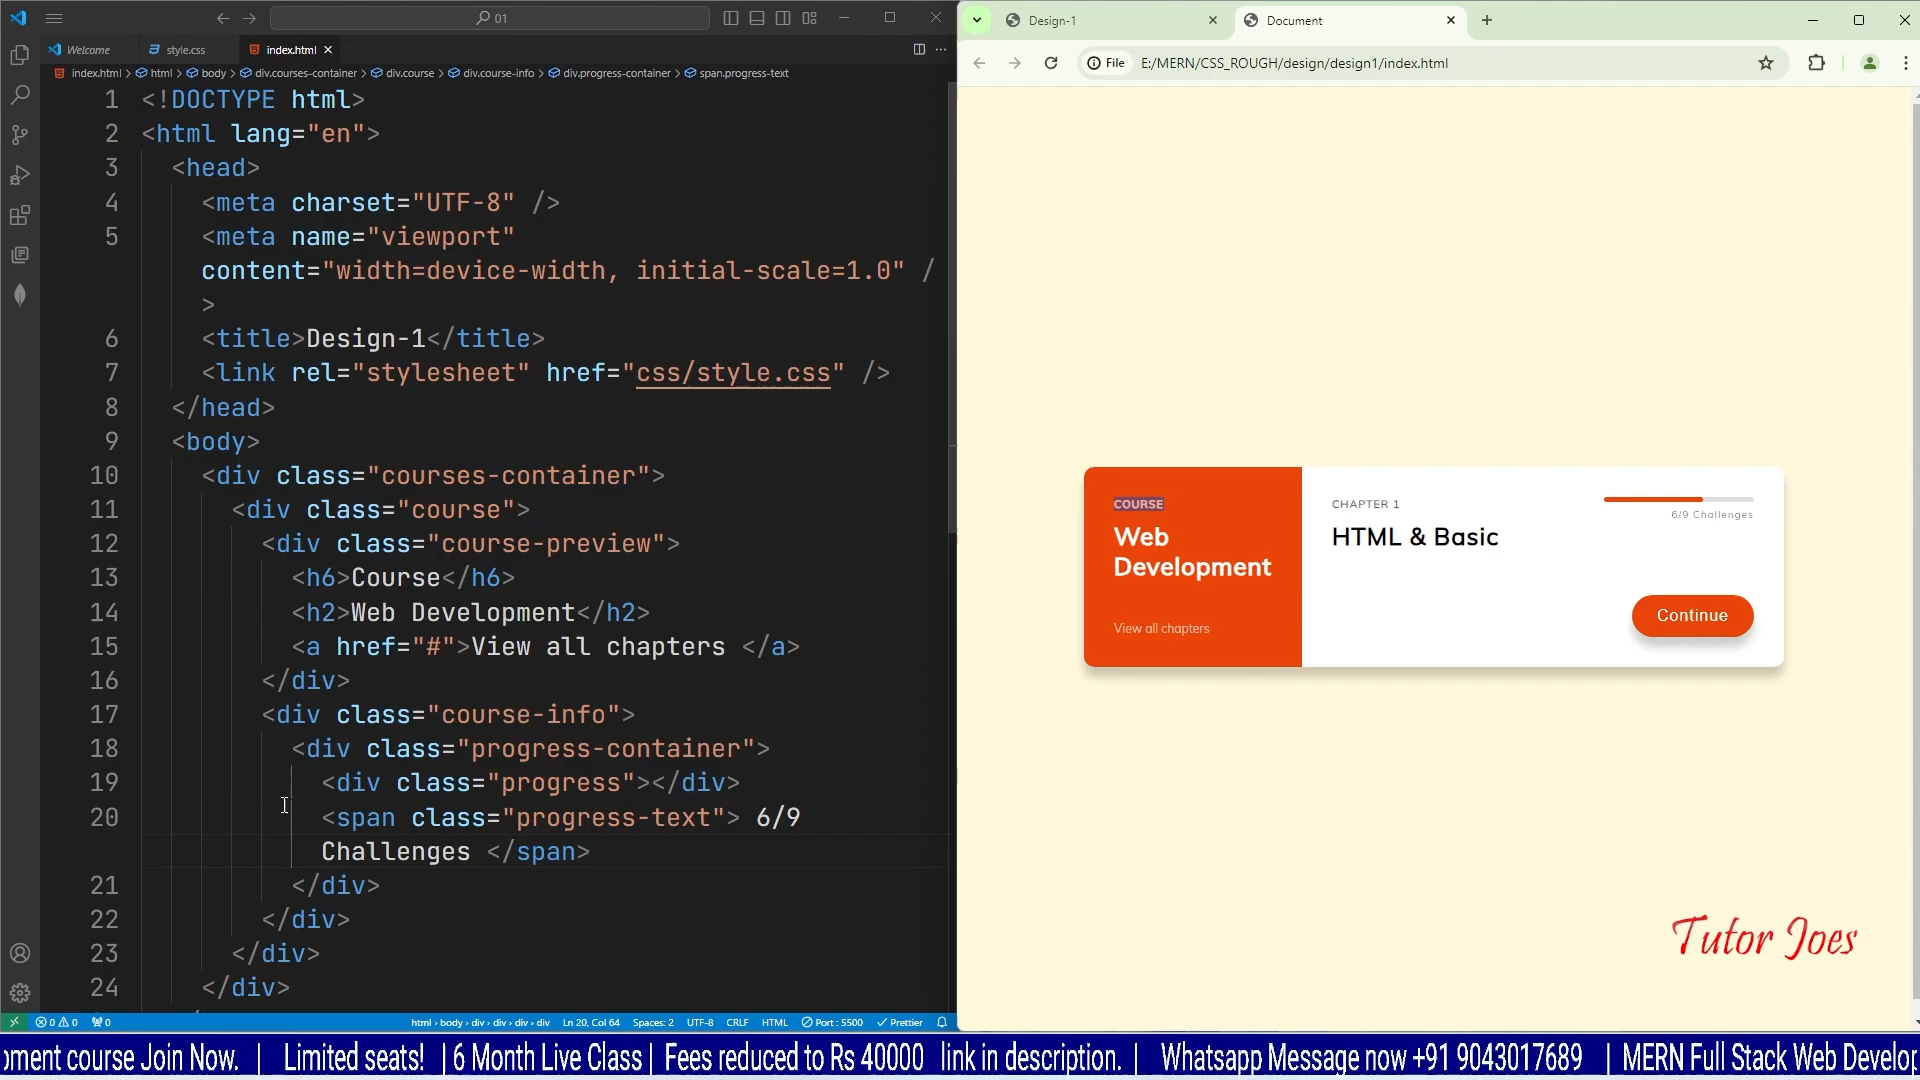 01
Welcome
style.css
index.html
index.html > html > body > div.courses-container > div.course > div.course-info > div.progress-container > span.progress-text
1 <!DOCTYPE html>
2 <html lang="en">
3 <head>
4 <meta charset="UTF-8" />
5 <meta name="viewport"
content="width=device-width, initial-scale=1.0" /
>
6 <title>Design-1</title>
7 <link rel="stylesheet" href="css/style.css" />
8 </head>
9 <body>
10 <div class="courses-container">
11 <div class="course">
12 <div class="course-preview">
13 <h6>Course</h6>
14 <h2>Web Development</h2>
15 <a href="#">View all chapters </a>
16 </div>
17 <div class="course-info">
18 <div class="progress-container">
19 <div class="progress"></div>
20 <span class="progress-text"> 6/9
Challenges </span>
21 </div>
22 </div>
23 </div>
24 </div>
0 0 0
html > body > div > div > div > div
Ln 20, Col 64
Spaces: 2
UTF-8
CRLF
HTML
Port : 5500
Prettier
Design-1
Document
File
E:/MERN/CSS_ROUGH/design/design1/index.html
COURSE
Web
Development
View all chapters
CHAPTER 1
HTML & Basic
6/9 Challenges
Continue
Tutor Joes
oment course Join Now. | Limited seats! | 6 Month Live Class | Fees reduced to Rs 40000 link in description. | Whatsapp Message now +91 9043017689 | MERN Full Stack Web Develop